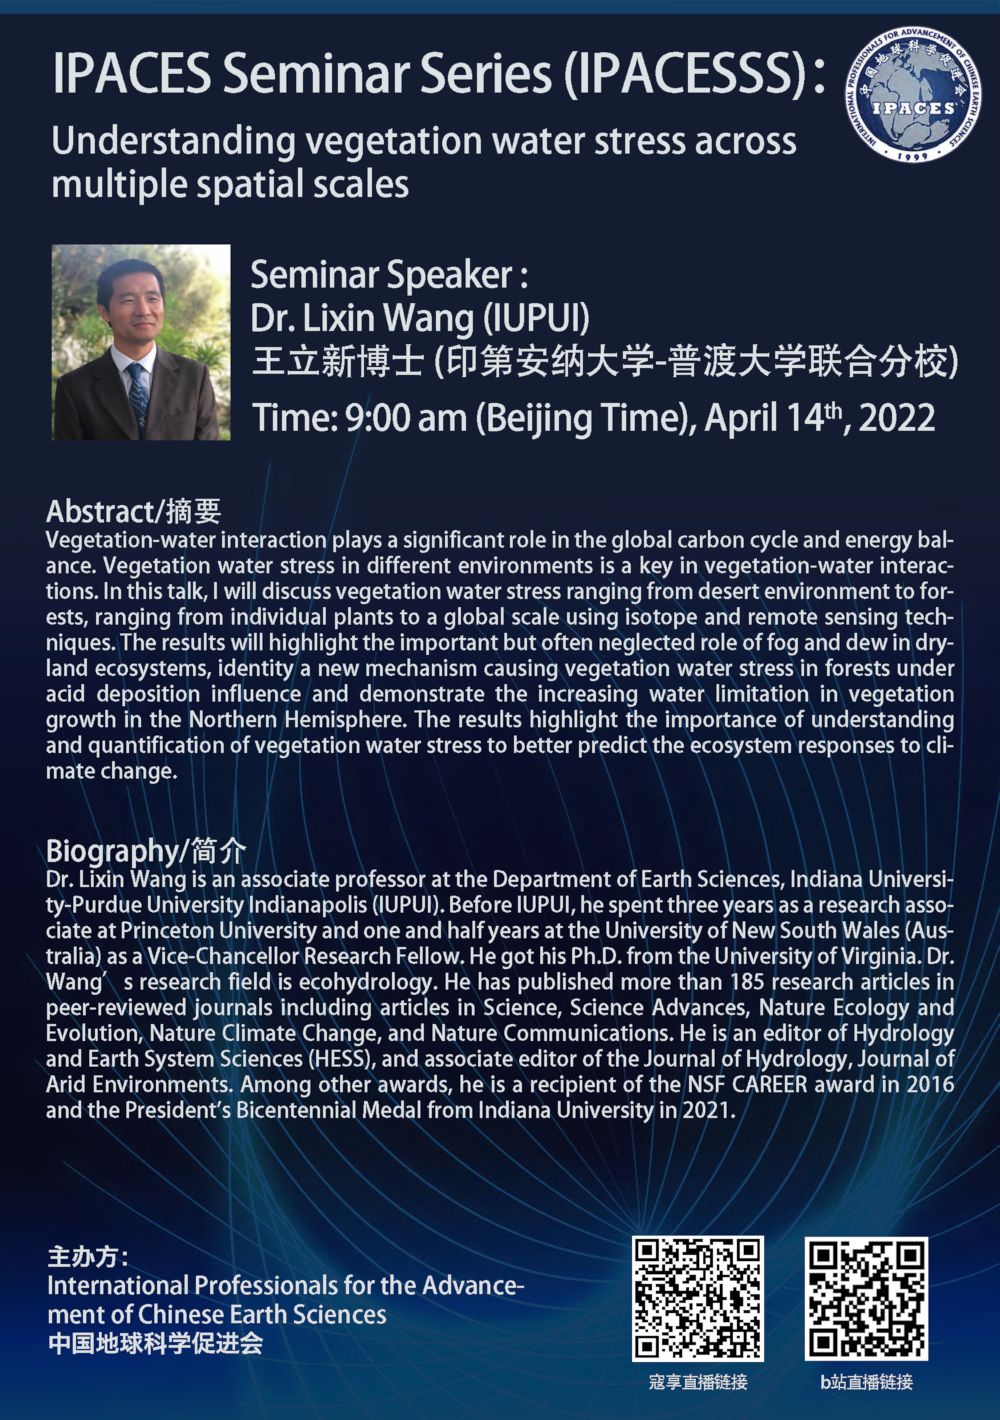 IPACES Seminar Series (IPACESSS)：
Understanding vegetation water stress across
multiple spatial scales
INTERNATIONAL PROFESSIONALS FOR ADVANCEMENT OF CHINESE EARTH SCIENCES
中国地球科学促进会
IPACES
· 1999 ·
Seminar Speaker :
Dr. Lixin Wang (IUPUI)
王立新博士 (印第安纳大学-普渡大学联合分校)
Time: 9:00 am (Beijing Time), April 14th, 2022
Abstract/摘要
Vegetation-water interaction plays a significant role in the global carbon cycle and energy bal-
ance. Vegetation water stress in different environments is a key in vegetation-water interac-
tions. In this talk, I will discuss vegetation water stress ranging from desert environment to for-
ests, ranging from individual plants to a global scale using isotope and remote sensing tech-
niques. The results will highlight the important but often neglected role of fog and dew in dry-
land ecosystems, identity a new mechanism causing vegetation water stress in forests under
acid deposition influence and demonstrate the increasing water limitation in vegetation
growth in the Northern Hemisphere. The results highlight the importance of understanding
and quantification of vegetation water stress to better predict the ecosystem responses to cli-
mate change.
Biography/简介
Dr. Lixin Wang is an associate professor at the Department of Earth Sciences, Indiana Universi-
ty-Purdue University Indianapolis (IUPUI). Before IUPUI, he spent three years as a research asso-
ciate at Princeton University and one and half years at the University of New South Wales (Aus-
tralia) as a Vice-Chancellor Research Fellow. He got his Ph.D. from the University of Virginia. Dr.
Wang’ s research field is ecohydrology. He has published more than 185 research articles in
peer-reviewed journals including articles in Science, Science Advances, Nature Ecology and
Evolution, Nature Climate Change, and Nature Communications. He is an editor of Hydrology
and Earth System Sciences (HESS), and associate editor of the Journal of Hydrology, Journal of
Arid Environments. Among other awards, he is a recipient of the NSF CAREER award in 2016
and the President’s Bicentennial Medal from Indiana University in 2021.
主办方：
International Professionals for the Advance-
ment of Chinese Earth Sciences
中国地球科学促进会
寇享直播链接
b站直播链接